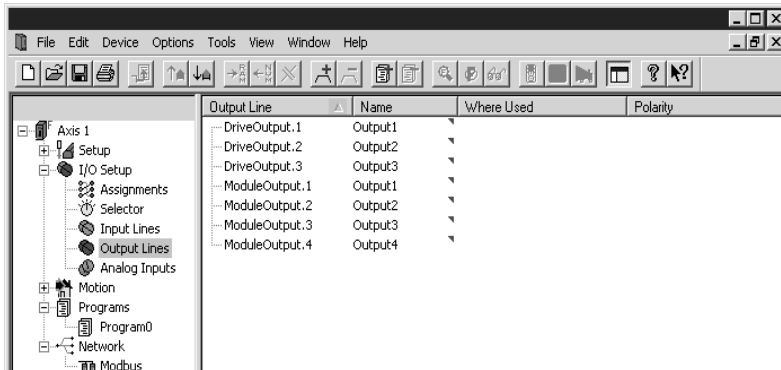 File Edit Device Options Tools View Window Help
Output Line Name Where Used Polarity
Axis 1
Setup
I/O Setup
Assignments
Selector
Input Lines
Output Lines
Analog Inputs
Motion
Programs
Program0
Network
Modbus
DriveOutput.1 Output1
DriveOutput.2 Output2
DriveOutput.3 Output3
ModuleOutput.1 Output1
ModuleOutput.2 Output2
ModuleOutput.3 Output3
ModuleOutput.4 Output4